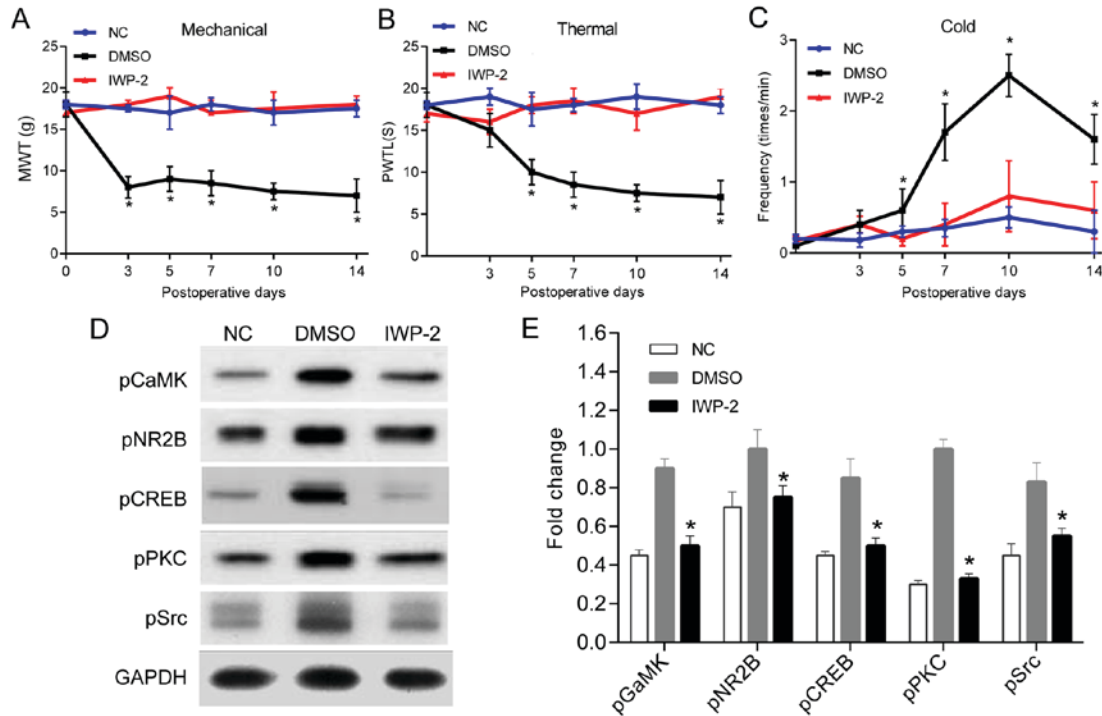 A
NC
DMSO
IWP-2
Mechanical
MWT (g)
20
15
10
5
0
* * * * *
0 3 5 7 10 14
Postoperative days
B
NC
DMSO
IWP-2
Thermal
PWTL(S)
20
15
10
5
0
* * * *
3 5 7 10 14
Postoperative days
C
Cold
NC
DMSO
IWP-2
Frequency (times/min)
3
2
1
0
* * * *
3 5 7 10 14
Postoperative days
D
NC DMSO IWP-2
pCaMK
pNR2B
pCREB
pPKC
pSrc
GAPDH
E
NC
DMSO
IWP-2
Fold change
1.6
1.4
1.2
1.0
0.8
0.6
0.4
0.2
0.0
* * * * *
pGaMK pNR2B pCREB pPKC pSrc